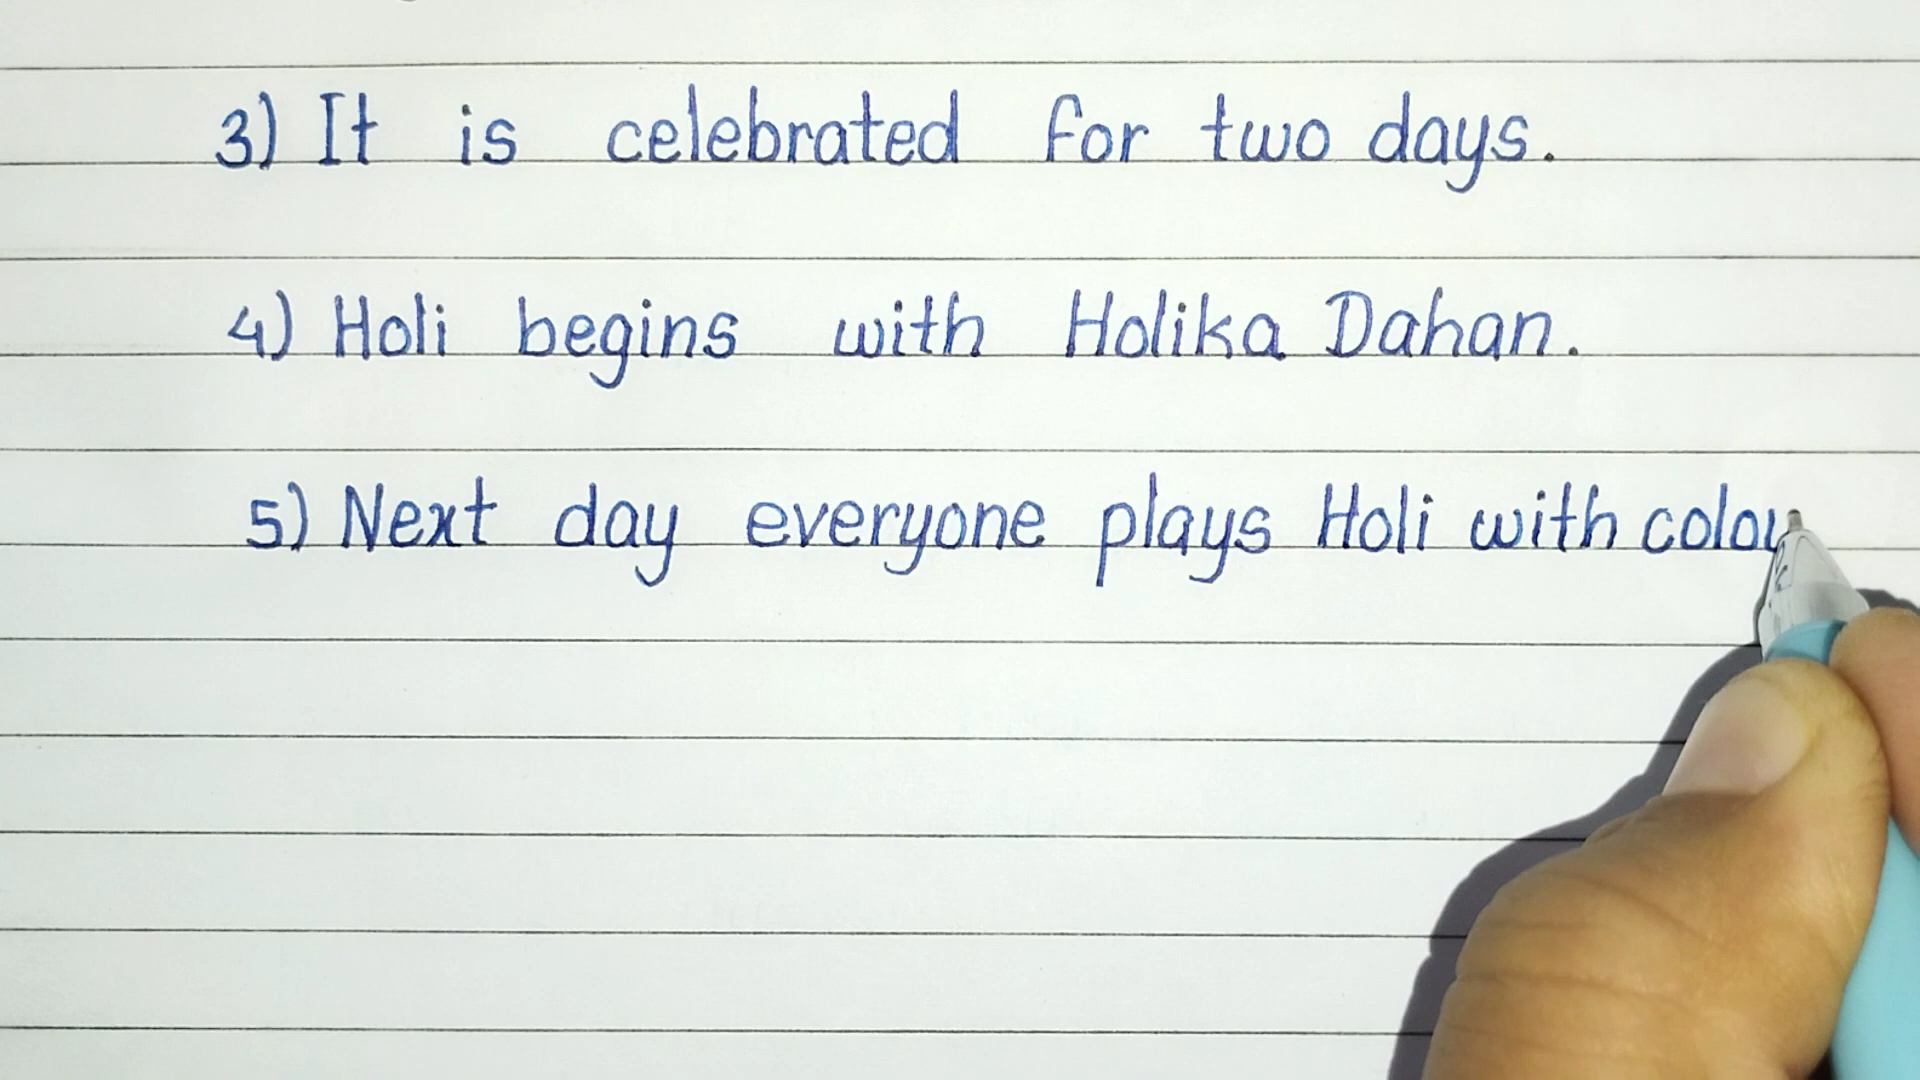 3) It is celebrated for two days.
4) Holi begins with Holika Dahan.
5) Next day everyone plays Holi with colou